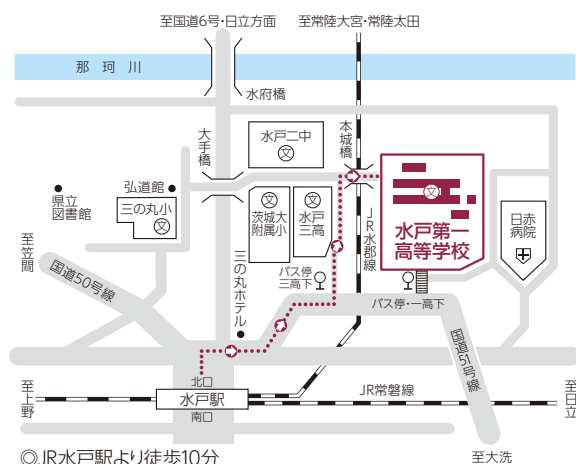 至国道6号・日立方面
至常陸大宮・常陸太田
那珂川
水府橋
大手橋
水戸二中
文
本城橋
弘道館
県立
図書館
三の丸小
文
文
茨城大
附属小
文
水戸
三高
JR水郡線
文
水戸第一
高等学校
日赤
病院
至笠間
国道50号線
三の丸ホテル
バス停
三高下
バス停・一高下
国道51号線
北口
水戸駅
南口
至上野
JR常磐線
至日立
◎JR水戸駅より徒歩10分
至大洗